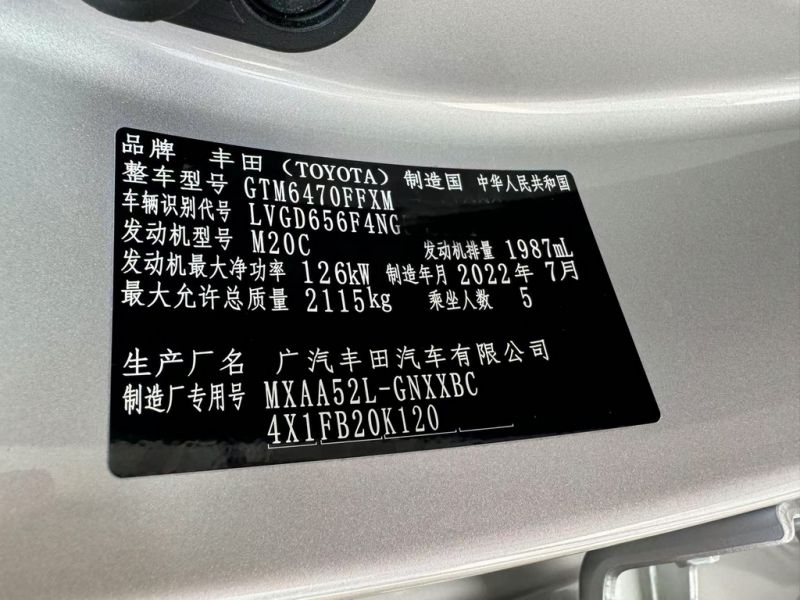 品牌 丰田（TOYOTA） 制造国 中华人民共和国
整车型号 GTM6470FFXM
车辆识别代号 LVGD656F4NG
发动机型号 M20C 发动机排量 1987mL
发动机最大净功率 126kW 制造年月 2022年 7月
最大允许总质量 2115kg 乘坐人数 5
生产厂名 广汽丰田汽车有限公司
制造厂专用号 MXAA52L-GNXXBC
4X1FB20K120